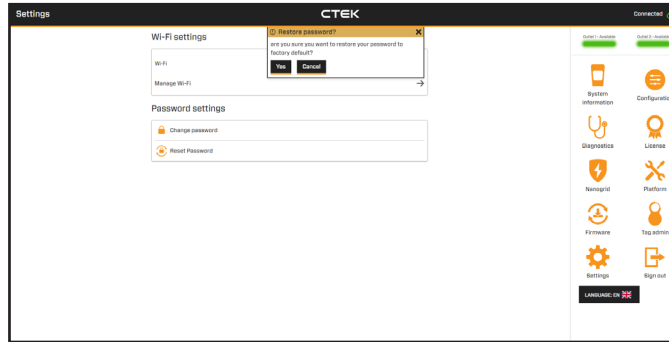 Settings
CTEK
Connected
Wi-Fi settings
Restore password?
are you sure you want to restore your password to
factory default?
Yes
Cancel
Wi-Fi
Manage Wi-Fi
Password settings
Change password
Reset Password
Outlet 1 - Available
Outlet 2 - Available
System
information
Configuratio
Diagnostics
License
Nanogrid
Platform
Firmware
Tag admin
Settings
Sign out
LANGUAGE: EN